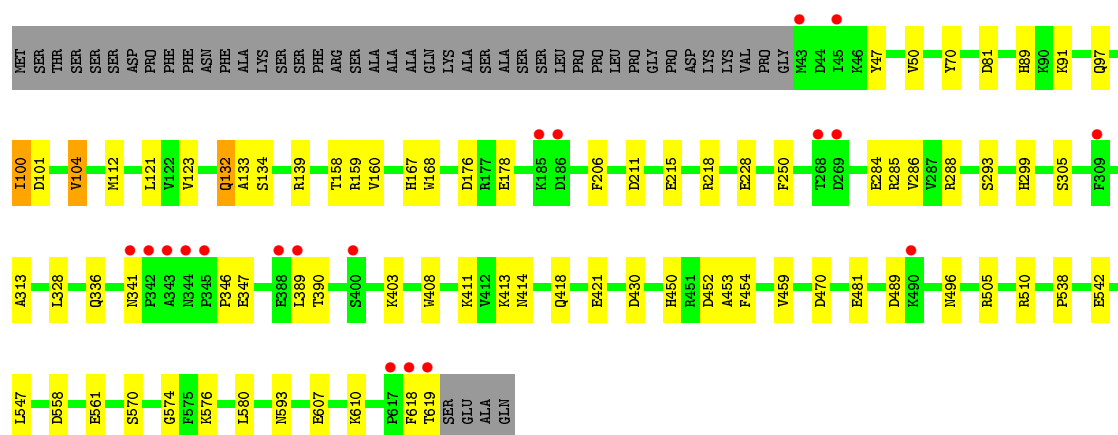 MET SER THR SER SER SER ASP PRO PHE PHE ASN PHE ALA LYS SER SER PHE ARG SER ALA ALA ALA GLN LYS ALA SER ALA SER SER LEU PRO PRO LEU PRO ASP PRO GLY PRO ASP LYS LYS VAL PRO GLY M43 D44 I45 K46 Y47 V50 Y70 D81 H89 K90 K91 Q97
I100 D101 V104 M112 L121 V122 V123 Q132 A133 S134 R139 T158 R159 V160 H167 W168 D176 R177 E178 K185 D186 F206 D211 E215 R218 E228 F250 T268 D269 E284 R285 V286 V287 R288 S293 H299 S305 F309
A313 L328 Q336 N341 P342 A343 N344 P345 P346 E347 E388 L389 T390 S400 K403 W408 K411 V412 K413 N414 Q418 E421 D430 H450 R451 D452 A453 F454 V459 D470 E481 D489 K490 N496 R505 R510 P538 E542
L547 D558 E561 S570 G574 F575 K576 L580 N593 E607 K610 P617 F618 T619 SER GLU ALA GLN